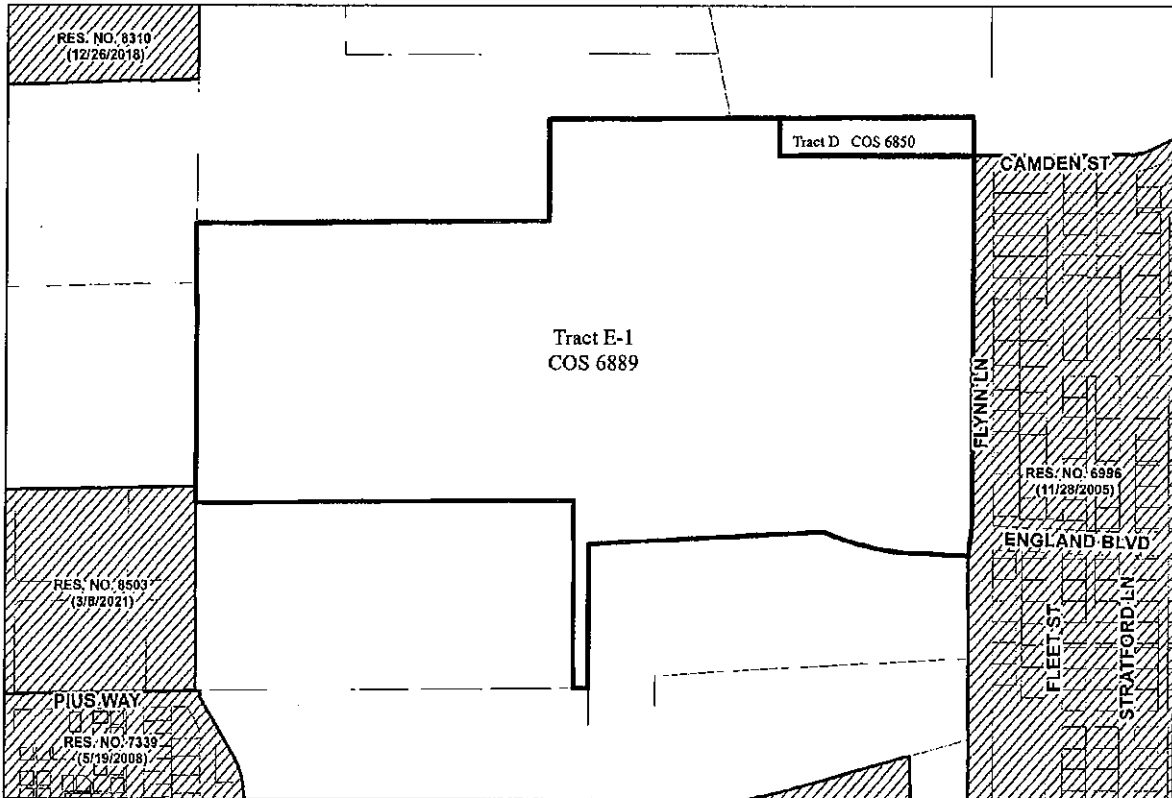 RES. NO. 8310
(12/26/2018)
Tract D COS 6850
CAMDEN ST
Tract E-1
COS 6889
FLYNN LN
RES. NO. 6996
(11/28/2005)
ENGLAND BLVD
RES. NO. 8503
(3/8/2021)
FLEET ST
STRATFORD LN
PIUS WAY
RES. NO. 7339
(5/19/2008)